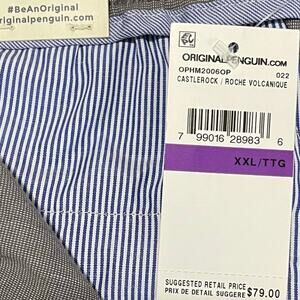 #BeAnOriginal
riginalpenguin.com
ORIGINALPENGUIN.COM
OPHM2006OP 022
CASTLEROCK / ROCHE VOLCANIQUE
7 99016 28983 6
XXL/TTG
SUGGESTED RETAIL PRICE
PRIX DE DETAIL SUGGERE $79.00